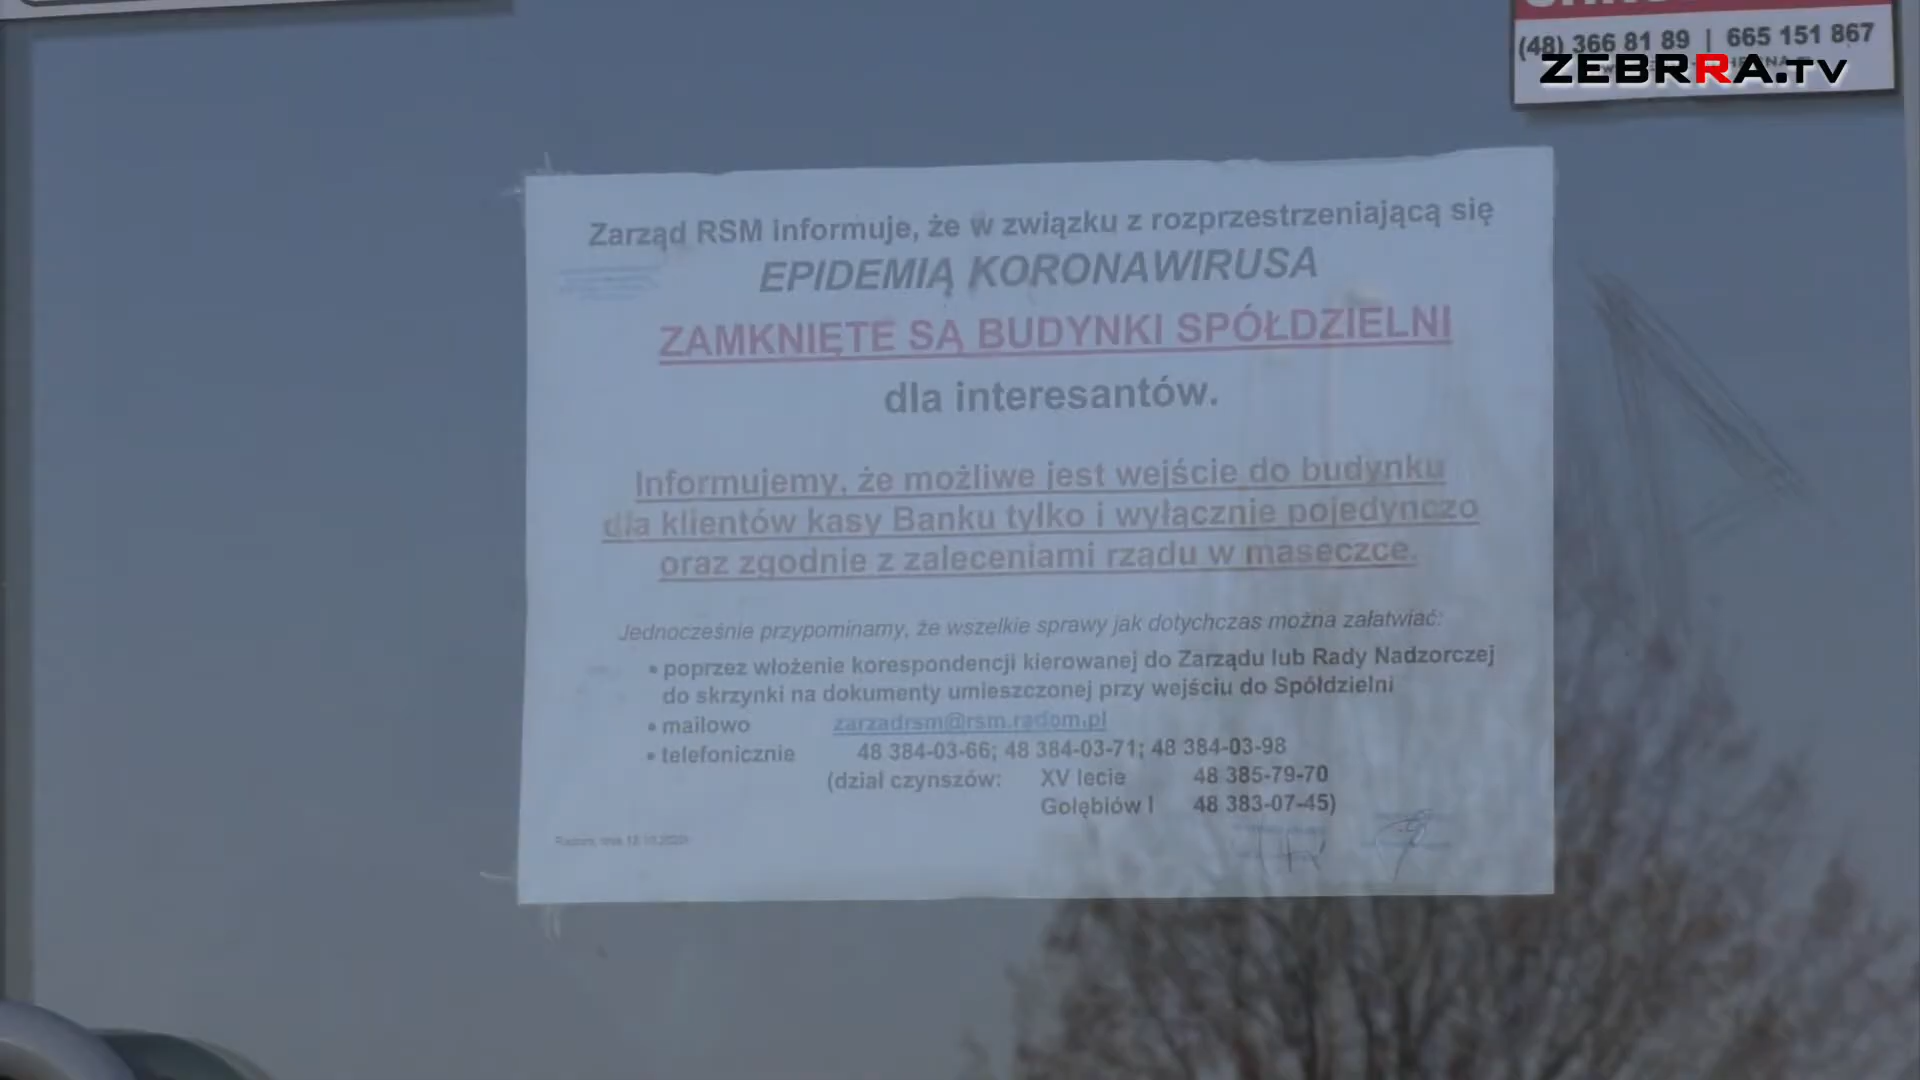 (48) 366 81 89 | 665 151 867
ZEBRRA.TV
Zarząd RSM informuje, że w związku z rozprzestrzeniającą się
EPIDEMIĄ KORONAWIRUSA
ZAMKNIĘTE SĄ BUDYNKI SPÓŁDZIELNI
dla interesantów.
Informujemy, że możliwe jest wejście do budynku
dla klientów kasy Banku tylko i wyłącznie pojedynczo
oraz zgodnie z zaleceniami rządu w maseczce.
Jednocześnie przypominamy, że wszelkie sprawy jak dotychczas można załatwiać:
• poprzez włożenie korespondencji kierowanej do Zarządu lub Rady Nadzorczej
do skrzynki na dokumenty umieszczonej przy wejściu do Spółdzielni
• mailowo zarzadrsm@rsm.radom.pl
• telefonicznie 48 384-03-66; 48 384-03-71; 48 384-03-98
(dział czynszów: XV lecie 48 385-79-70
Gołębiów I 48 383-07-45)